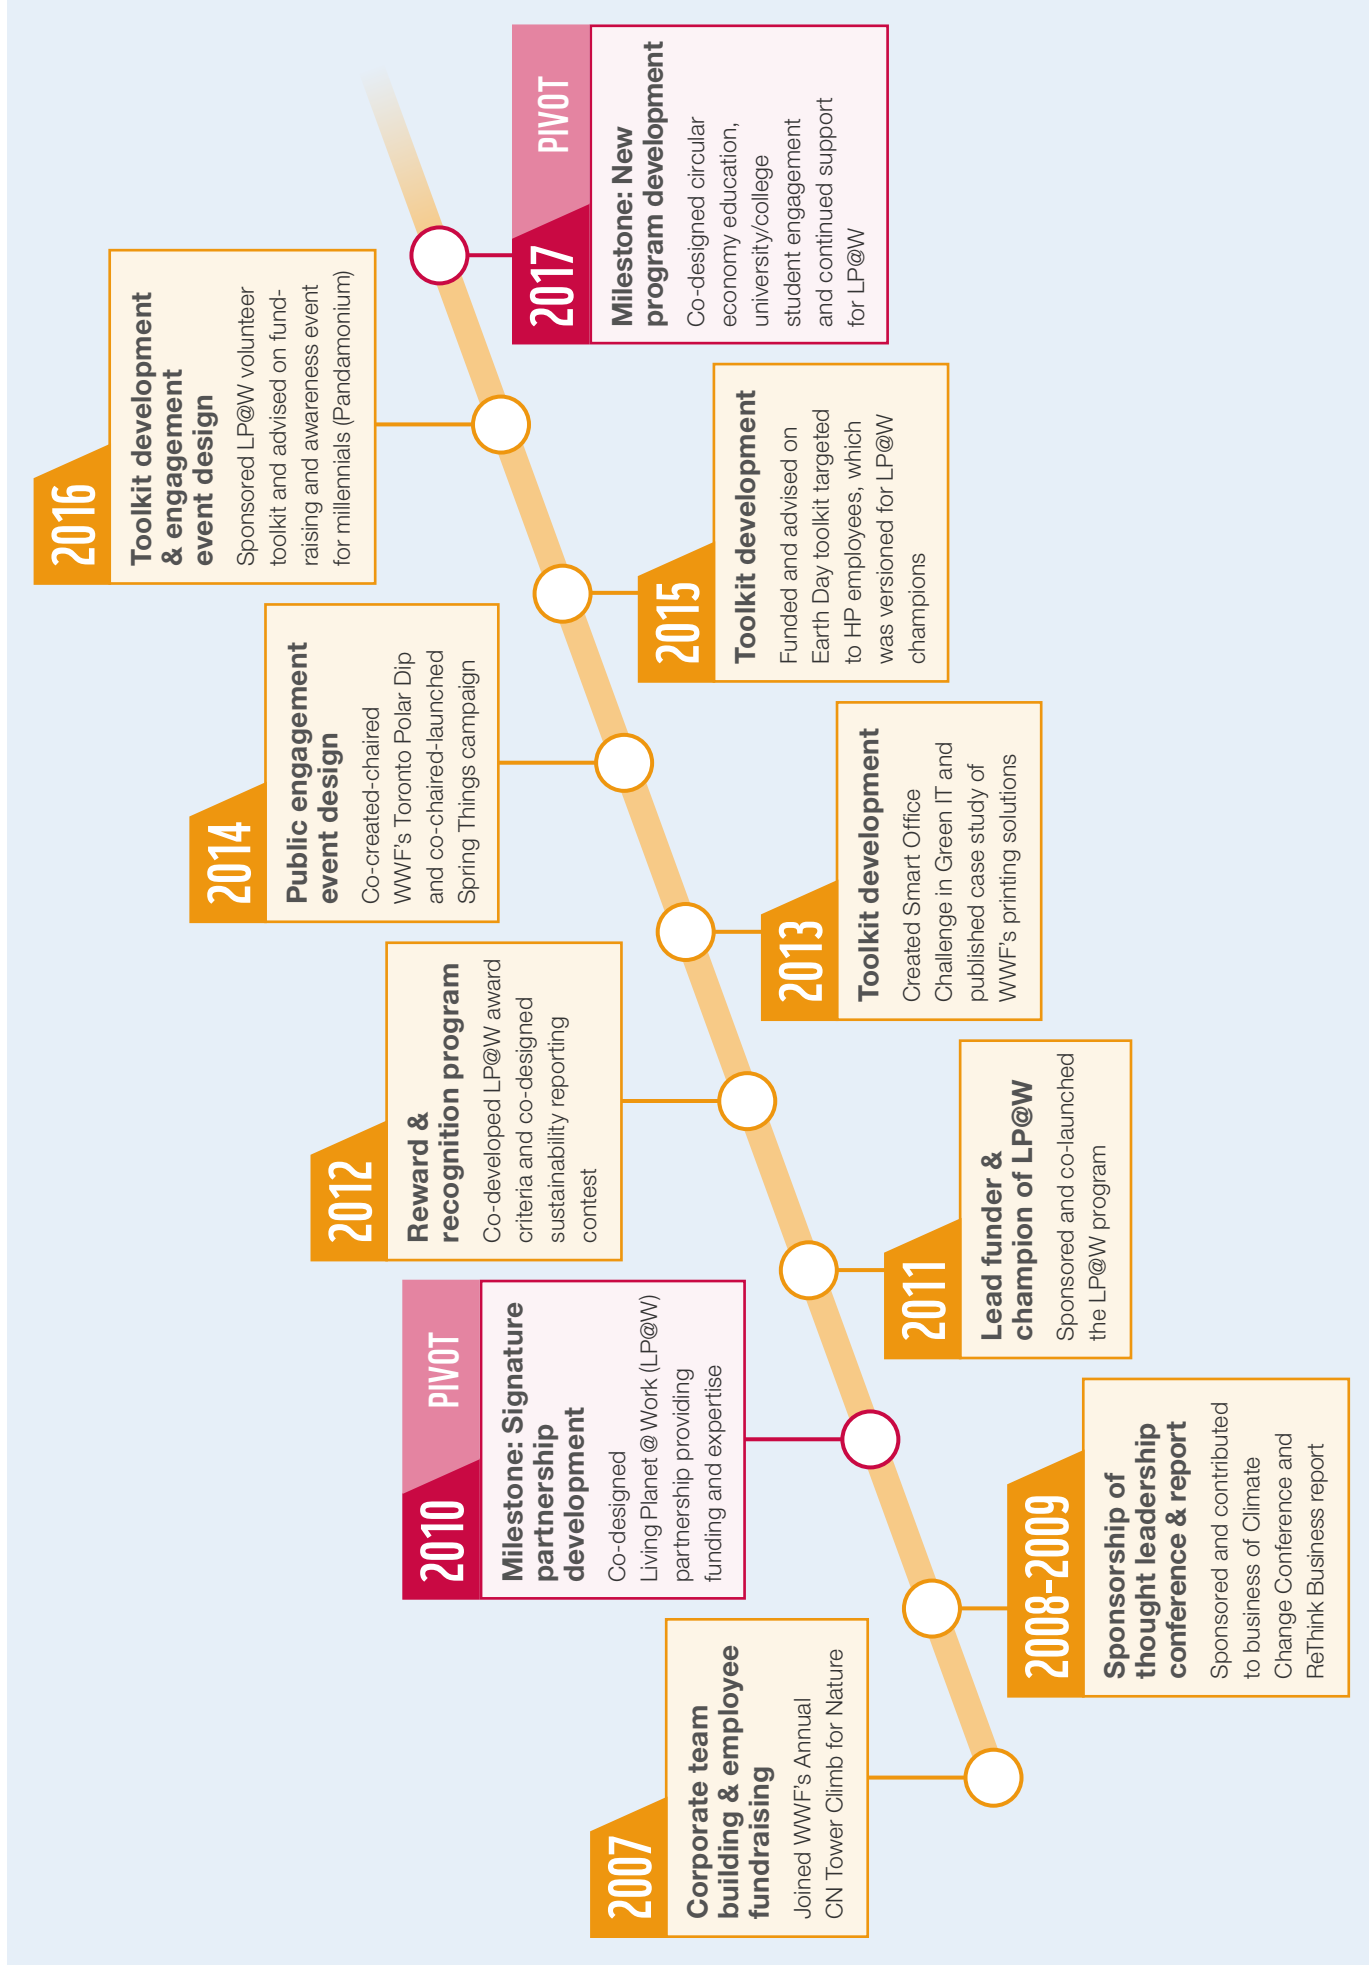 2007
Corporate team
building & employee
fundraising
Joined WWF’s Annual
CN Tower Climb for Nature
2008-2009
Sponsorship of
thought leadership
conference & report
Sponsored and contributed
to business of Climate
Change Conference and
ReThink Business report
2010
PIVOT
Milestone: Signature
partnership
development
Co-designed
Living Planet @ Work (LP@W)
partnership providing
funding and expertise
2011
Lead funder &
champion of LP@W
Sponsored and co-launched
the LP@W program
2012
Reward &
recognition program
Co-developed LP@W award
criteria and co-designed
sustainability reporting
contest
2013
Toolkit development
Created Smart Office
Challenge in Green IT and
published case study of
WWF’s printing solutions
2014
Public engagement
event design
Co-created-chaired
WWF’s Toronto Polar Dip
and co-chaired-launched
Spring Things campaign
2015
Toolkit development
Funded and advised on
Earth Day toolkit targeted
to HP employees, which
was versioned for LP@W
champions
2016
Toolkit development
& engagement
event design
Sponsored LP@W volunteer
toolkit and advised on fund-
raising and awareness event
for millennials (Pandamonium)
2017
PIVOT
Milestone: New
program development
Co-designed circular
economy education,
university/college
student engagement
and continued support
for LP@W